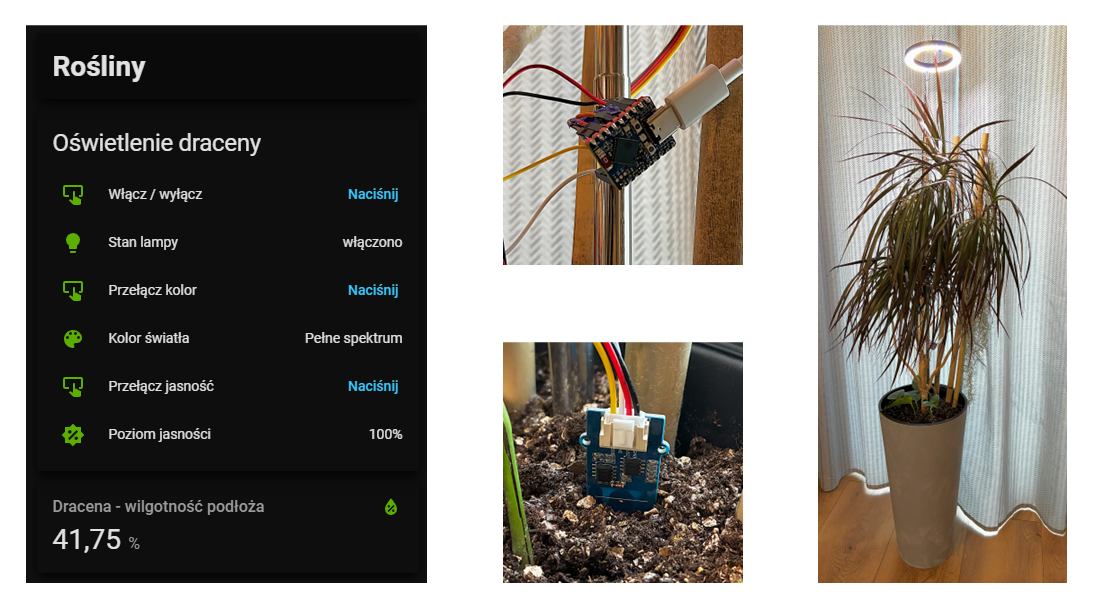 Rośliny
Oświetlenie draceny
Włącz / wyłącz Naciśnij
Stan lampy włączono
Przełącz kolor Naciśnij
Kolor światła Pełne spektrum
Przełącz jasność Naciśnij
Poziom jasności 100%
Dracena - wilgotność podłoża
41,75 %